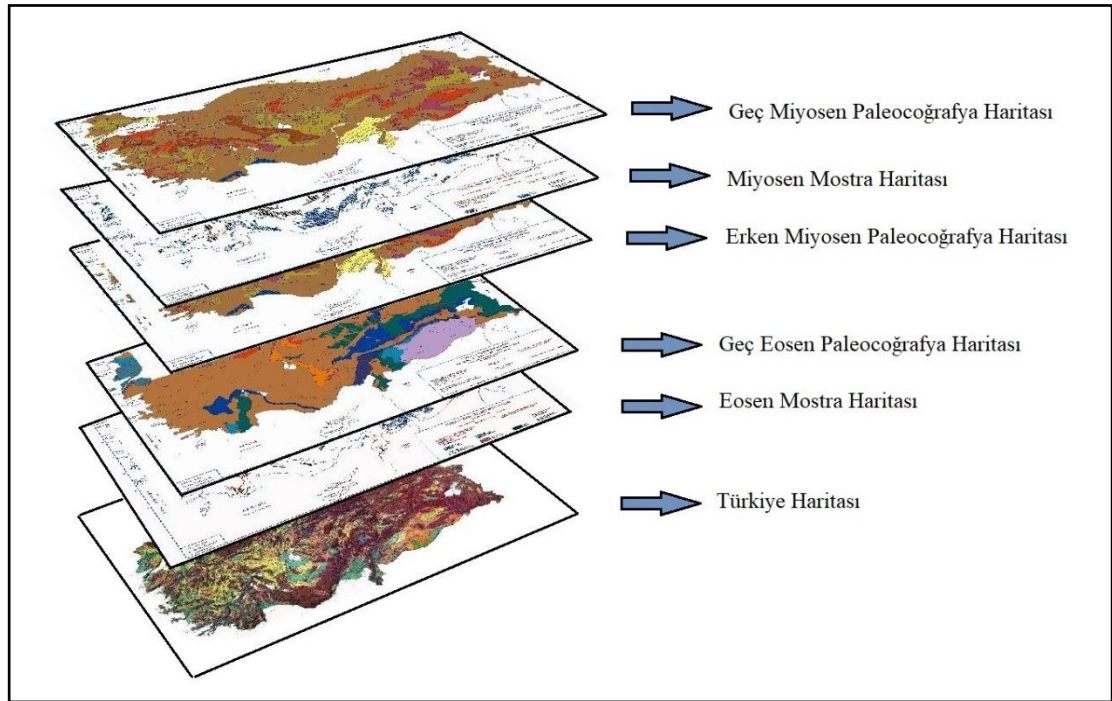 Geç Miyosen Paleocoğrafya Haritası
Miyosen Mostra Haritası
Erken Miyosen Paleocoğrafya Haritası
Geç Eosen Paleocoğrafya Haritası
Eosen Mostra Haritası
Türkiye Haritası